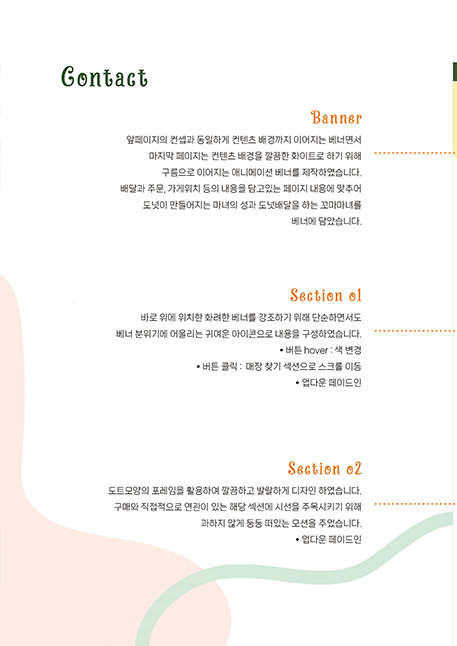 Contact
Banner
앞페이지의 컨셉과 동일하게 컨텐츠 배경까지 이어지는 베너면서
마지막 페이지는 컨텐츠 배경을 깔끔한 화이트로 하기 위해
구름으로 이어지는 애니메이션 베너를 제작하였습니다.
배달과 주문, 가게위치 등의 내용을 담고있는 페이지 내용에 맞추어
도넛이 만들어지는 마녀의 성과 도넛배달을 하는 꼬마마녀를
베너에 담았습니다.
Section 01
바로 위에 위치한 화려한 베너를 강조하기 위해 단순하면서도
베너 분위기에 어울리는 귀여운 아이콘으로 내용을 구성하였습니다.
• 버튼 hover : 색 변경
• 버튼 클릭 : 매장 찾기 섹션으로 스크롤 이동
• 업다운 페이드인
Section 02
도트모양의 프레임을 활용하여 깔끔하고 발랄하게 디자인 하였습니다.
구매와 직접적으로 연관이 있는 해당 섹션에 시선을 주목시키기 위해
과하지 않게 둥둥 떠있는 모션을 주었습니다.
• 업다운 페이드인